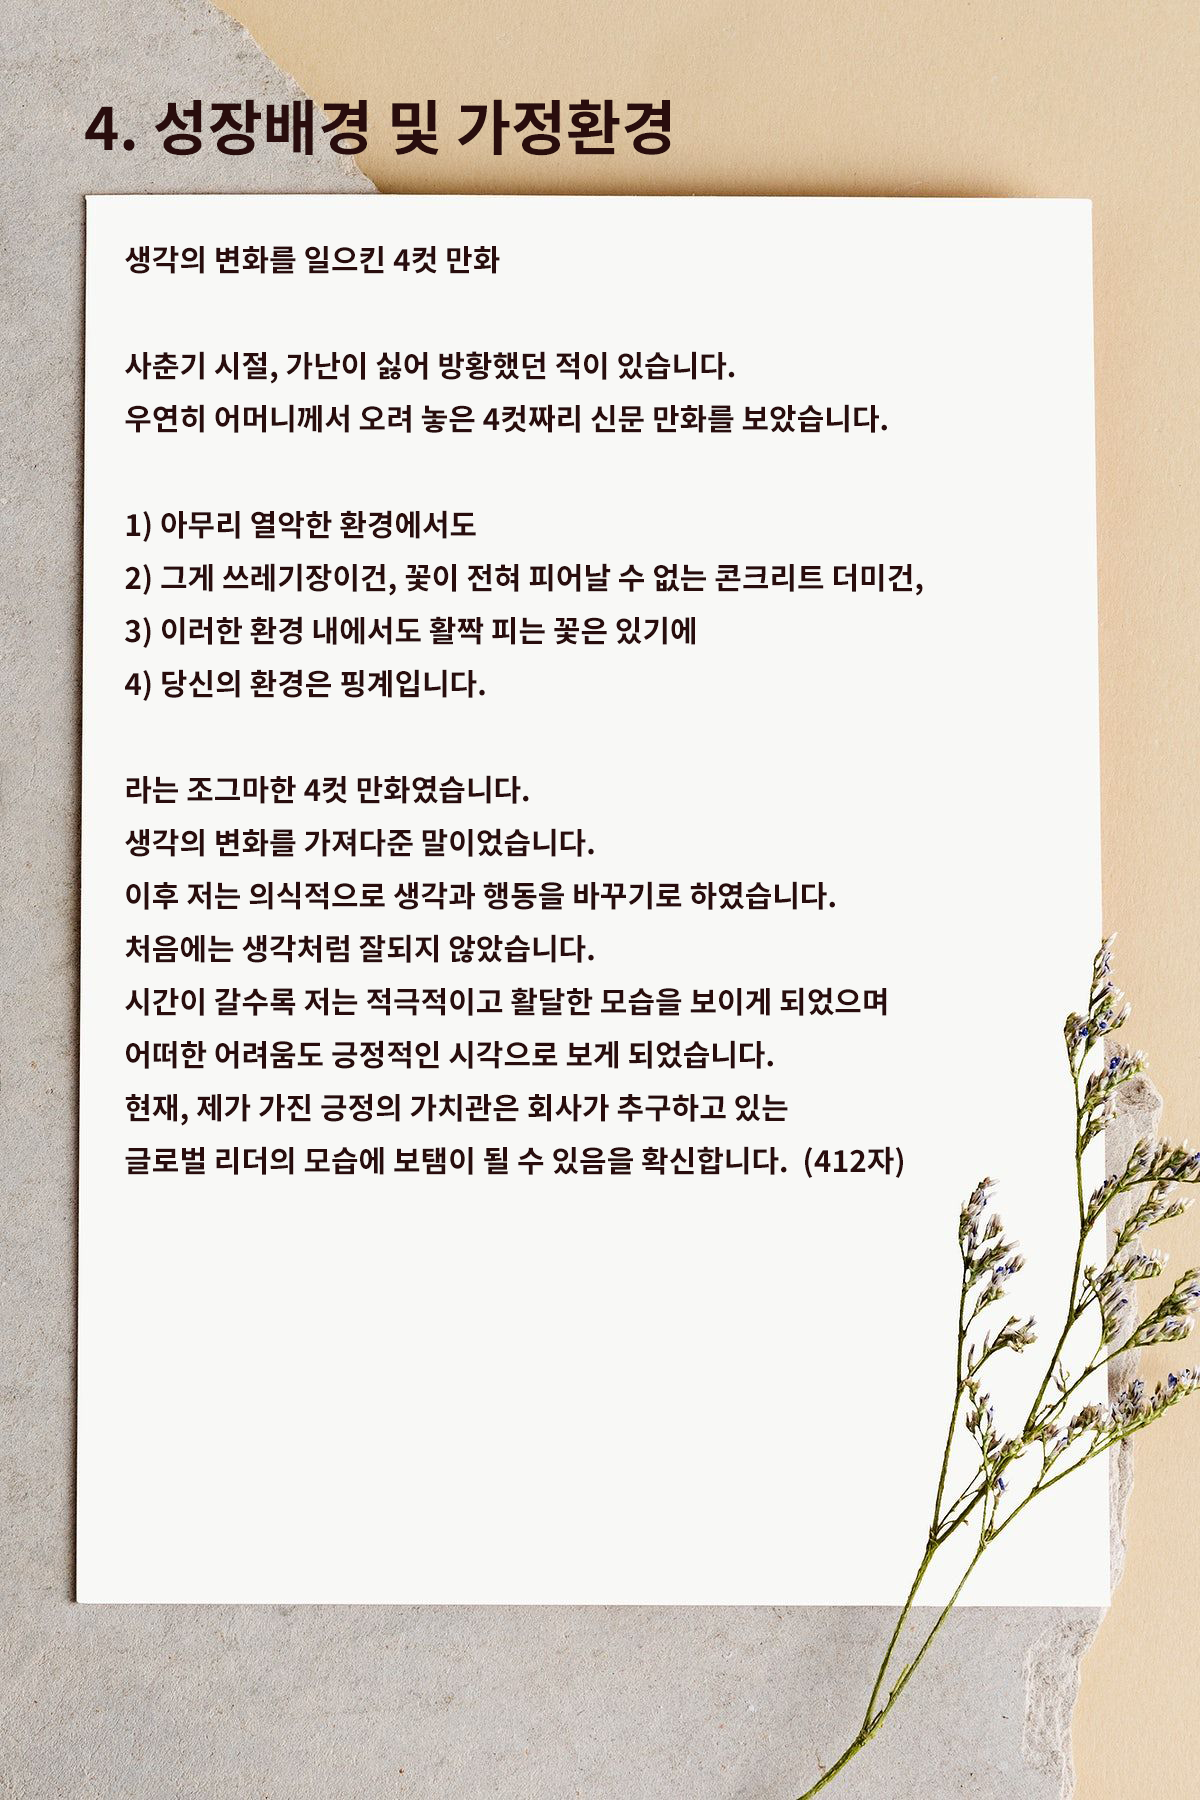 4. 성장배경 및 가정환경
생각의 변화를 일으킨 4컷 만화
사춘기 시절, 가난이 싫어 방황했던 적이 있습니다.
우연히 어머니께서 오려 놓은 4컷짜리 신문 만화를 보았습니다.
1) 아무리 열악한 환경에서도
2) 그게 쓰레기장이건, 꽃이 전혀 피어날 수 없는 콘크리트 더미건,
3) 이러한 환경 내에서도 활짝 피는 꽃은 있기에
4) 당신의 환경은 핑계입니다.
라는 조그마한 4컷 만화였습니다.
생각의 변화를 가져다준 말이었습니다.
이후 저는 의식적으로 생각과 행동을 바꾸기로 하였습니다.
처음에는 생각처럼 잘되지 않았습니다.
시간이 갈수록 저는 적극적이고 활달한 모습을 보이게 되었으며
어떠한 어려움도 긍정적인 시각으로 보게 되었습니다.
현재, 제가 가진 긍정의 가치관은 회사가 추구하고 있는
글로벌 리더의 모습에 보탬이 될 수 있음을 확신합니다. (412자)